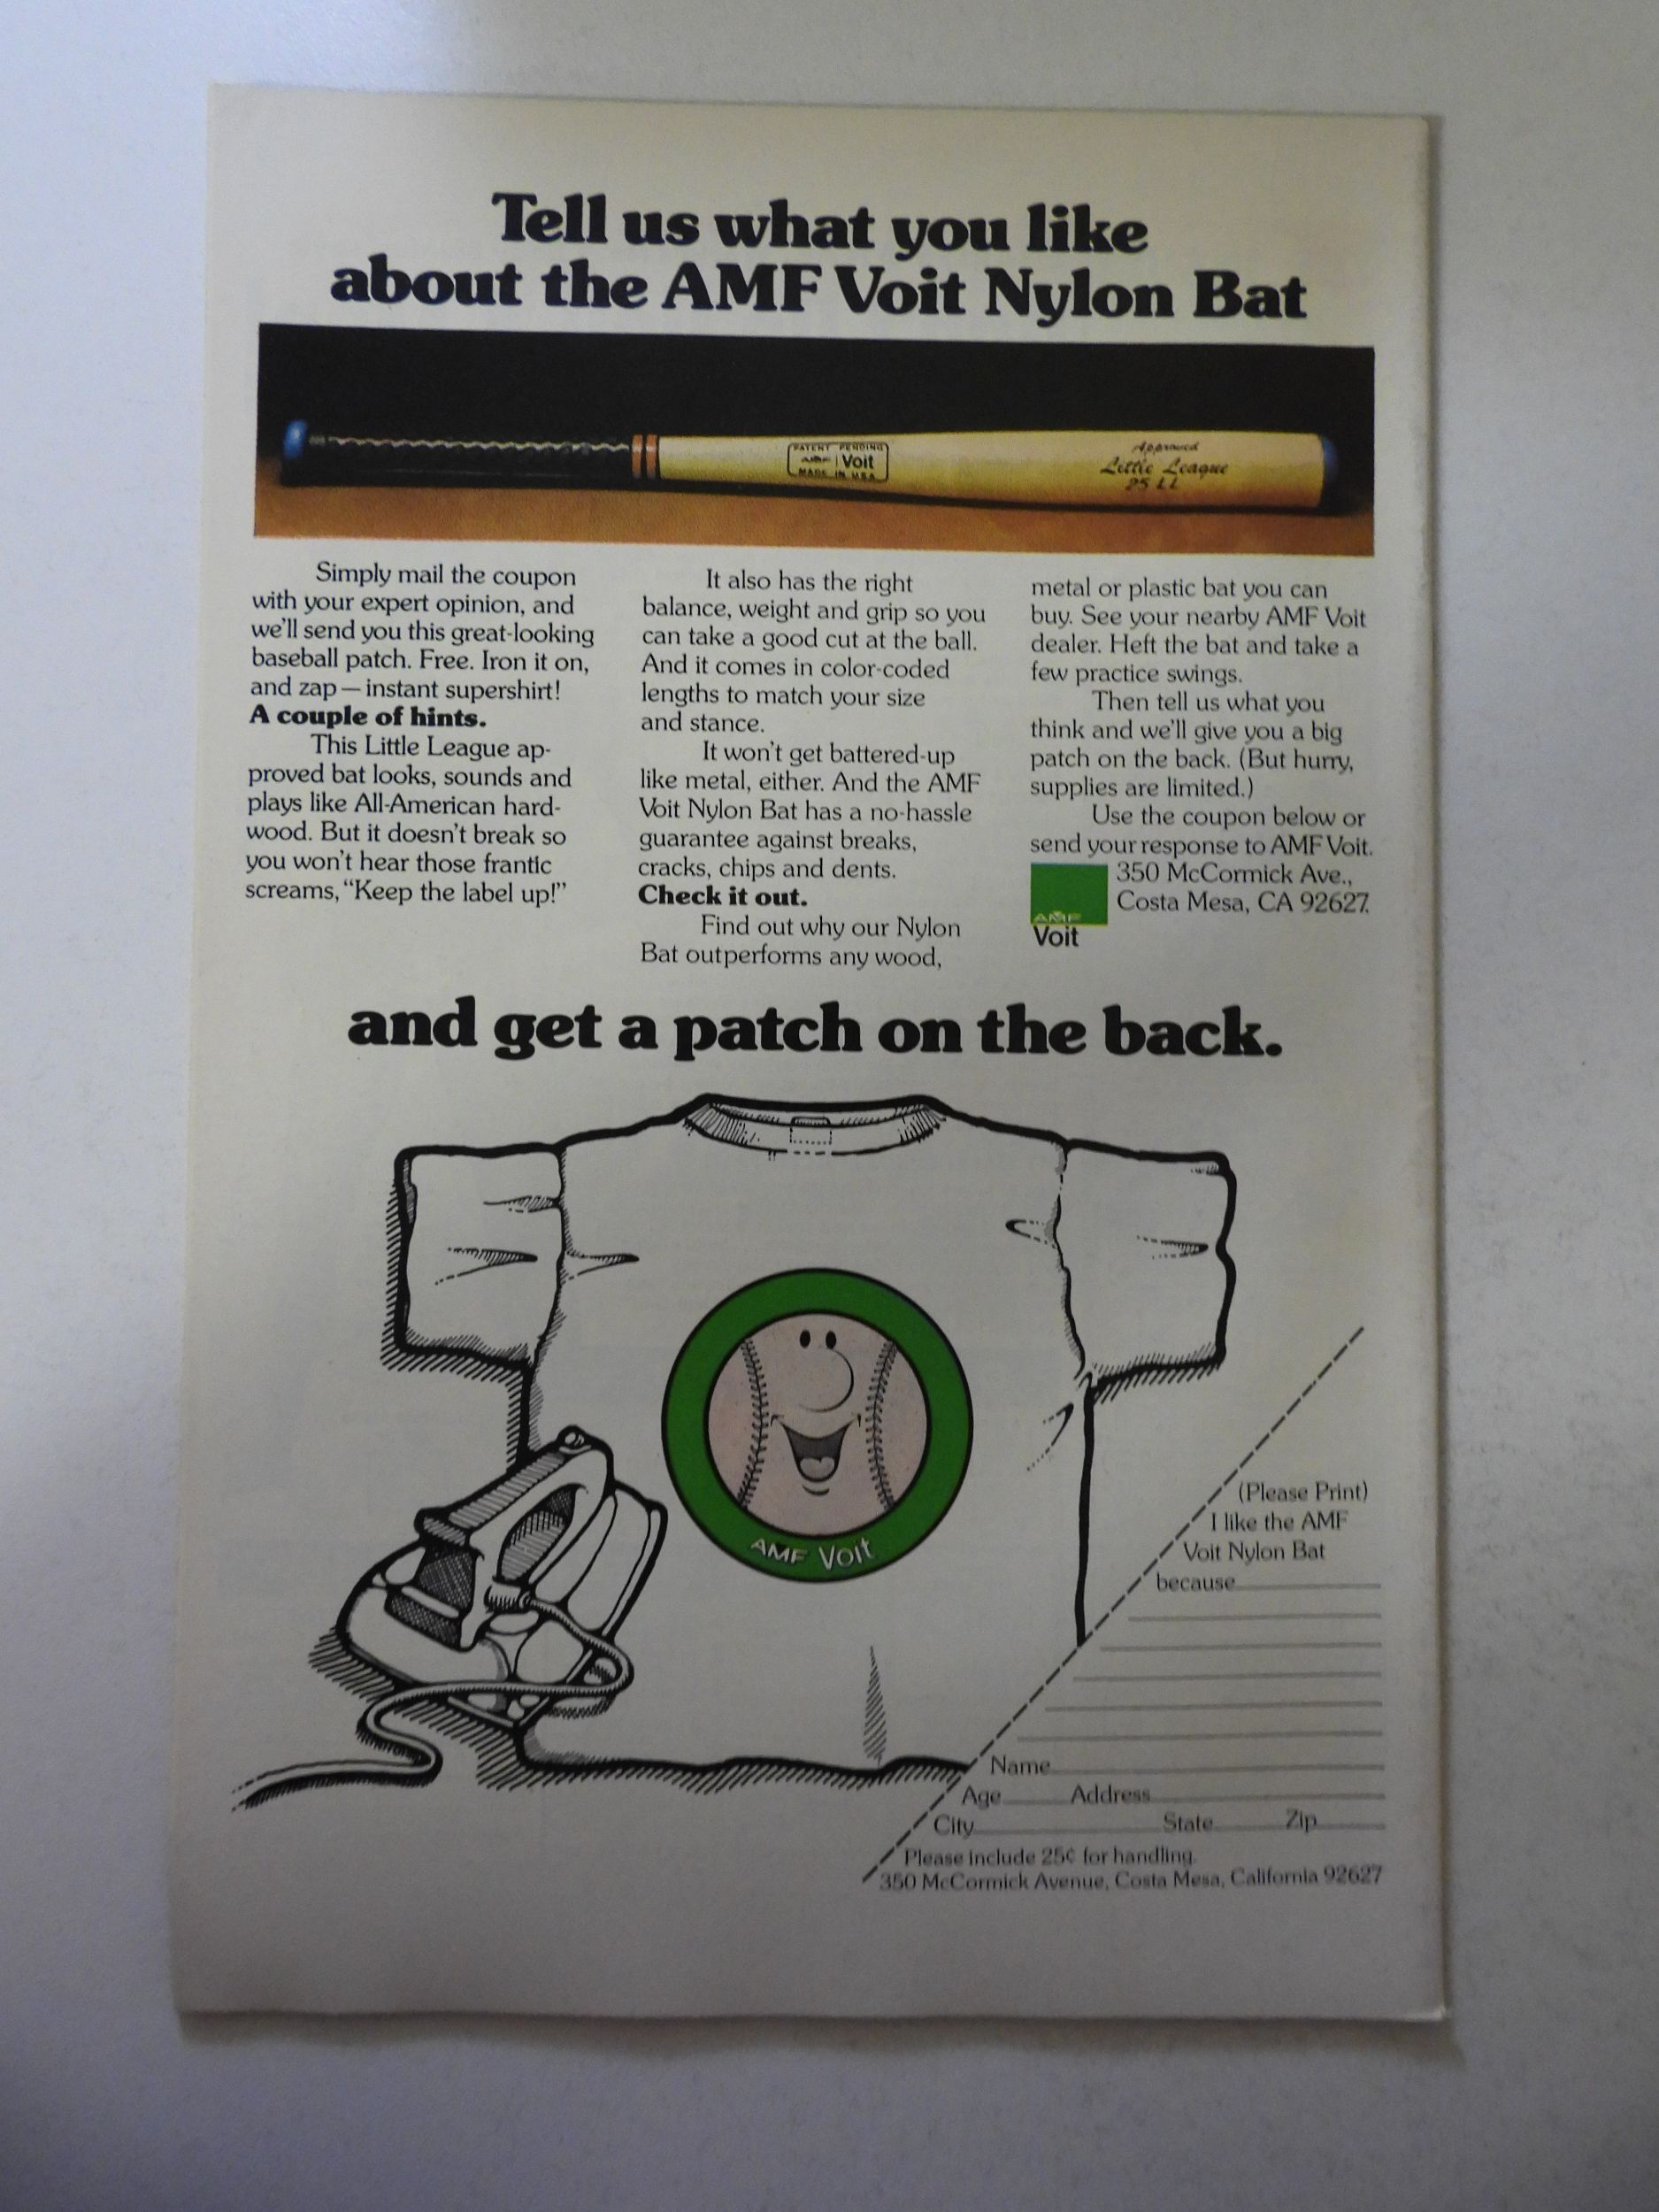 Tell us what you like
about the AMF Voit Nylon Bat
PATENT PENDING
AMF Voit
MADE IN U.S.A.
Approved
Little League
25 LL
Simply mail the coupon
with your expert opinion, and
we'll send you this great-looking
baseball patch. Free. Iron it on,
and zap — instant supershirt!
A couple of hints.
This Little League ap-
proved bat looks, sounds and
plays like All-American hard-
wood. But it doesn't break so
you won't hear those frantic
screams, "Keep the label up!"
It also has the right
balance, weight and grip so you
can take a good cut at the ball.
And it comes in color-coded
lengths to match your size
and stance.
It won't get battered-up
like metal, either. And the AMF
Voit Nylon Bat has a no-hassle
guarantee against breaks,
cracks, chips and dents.
Check it out.
Find out why our Nylon
Bat outperforms any wood,
metal or plastic bat you can
buy. See your nearby AMF Voit
dealer. Heft the bat and take a
few practice swings.
Then tell us what you
think and we'll give you a big
patch on the back. (But hurry,
supplies are limited.)
Use the coupon below or
send your response to AMF Voit.
350 McCormick Ave.,
Costa Mesa, CA 92627.
AMF
Voit
and get a patch on the back.
AMF Voit
(Please Print)
I like the AMF
Voit Nylon Bat
because
Name
Age Address
City State Zip
Please include 25¢ for handling.
350 McCormick Avenue, Costa Mesa, California 92627